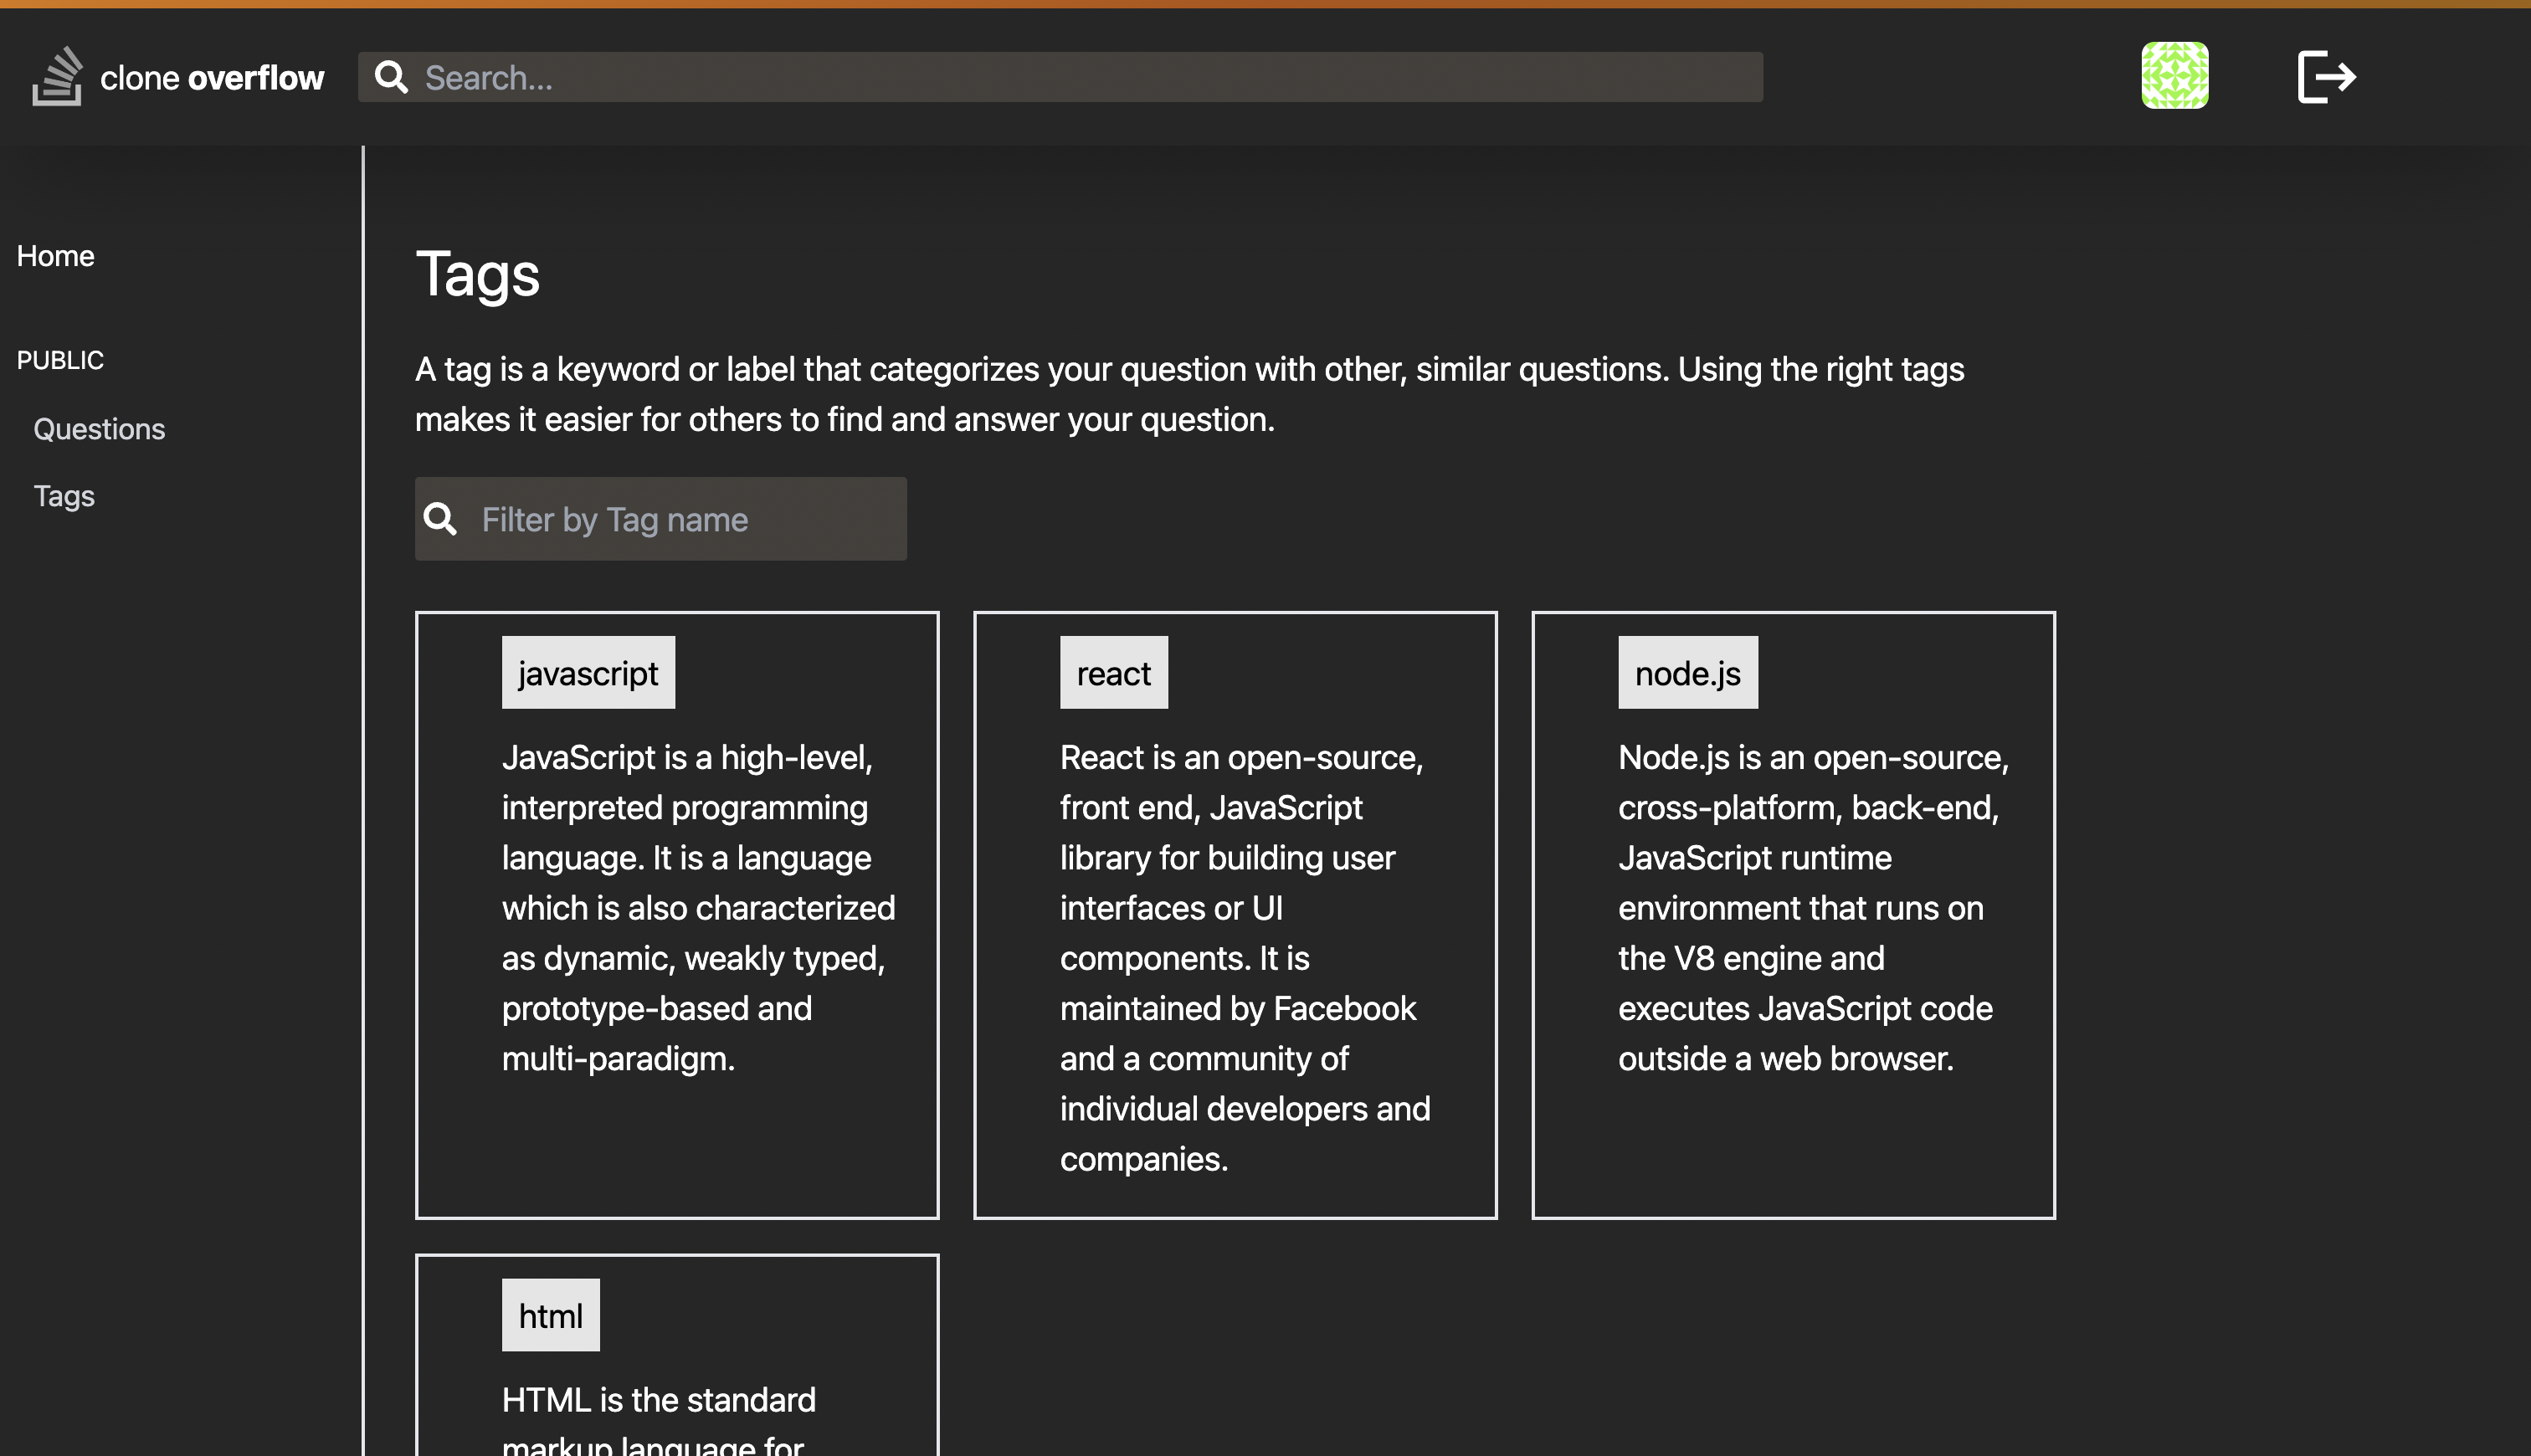 clone overflow
Search...
Home
PUBLIC
Questions
Tags
Tags
A tag is a keyword or label that categorizes your question with other, similar questions. Using the right tags
makes it easier for others to find and answer your question.
Filter by Tag name
javascript
JavaScript is a high-level,
interpreted programming
language. It is a language
which is also characterized
as dynamic, weakly typed,
prototype-based and
multi-paradigm.
react
React is an open-source,
front end, JavaScript
library for building user
interfaces or UI
components. It is
maintained by Facebook
and a community of
individual developers and
companies.
node.js
Node.js is an open-source,
cross-platform, back-end,
JavaScript runtime
environment that runs on
the V8 engine and
executes JavaScript code
outside a web browser.
html
HTML is the standard
markup language for